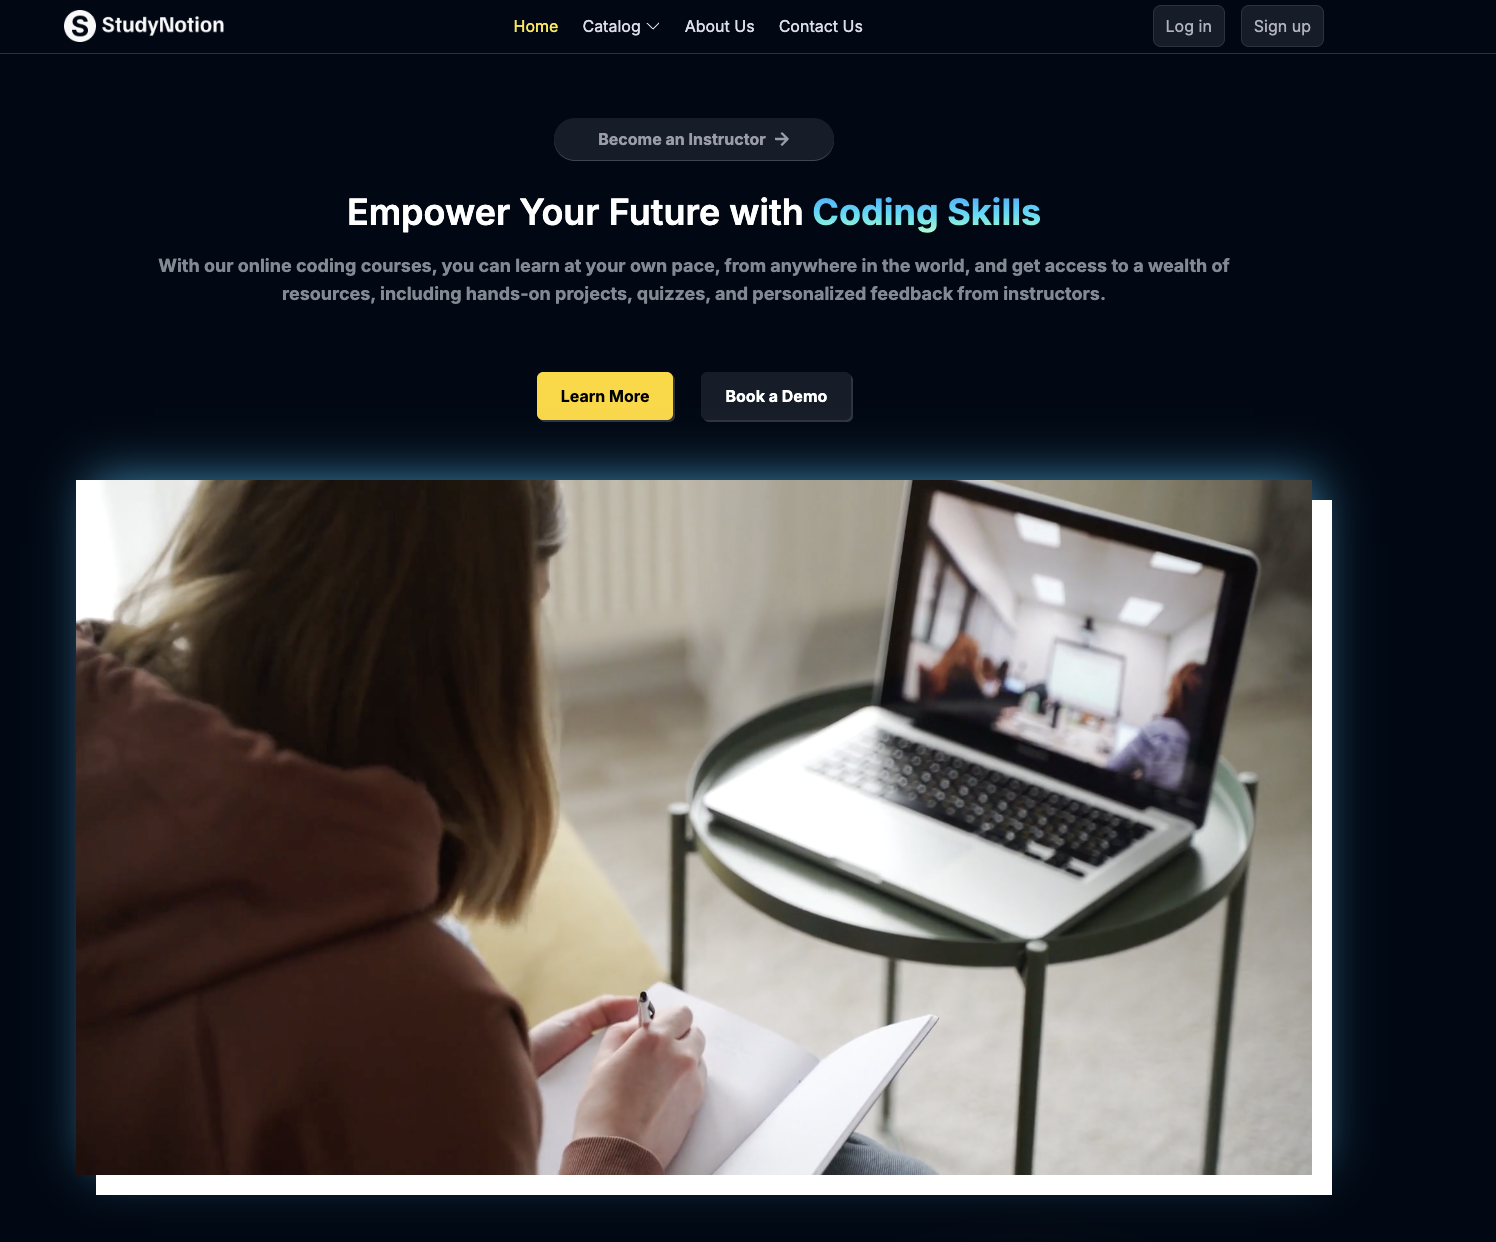 StudyNotion
Home Catalog About Us Contact Us
Log in Sign up
Become an Instructor →
Empower Your Future with Coding Skills
With our online coding courses, you can learn at your own pace, from anywhere in the world, and get access to a wealth of
resources, including hands-on projects, quizzes, and personalized feedback from instructors.
Learn More Book a Demo